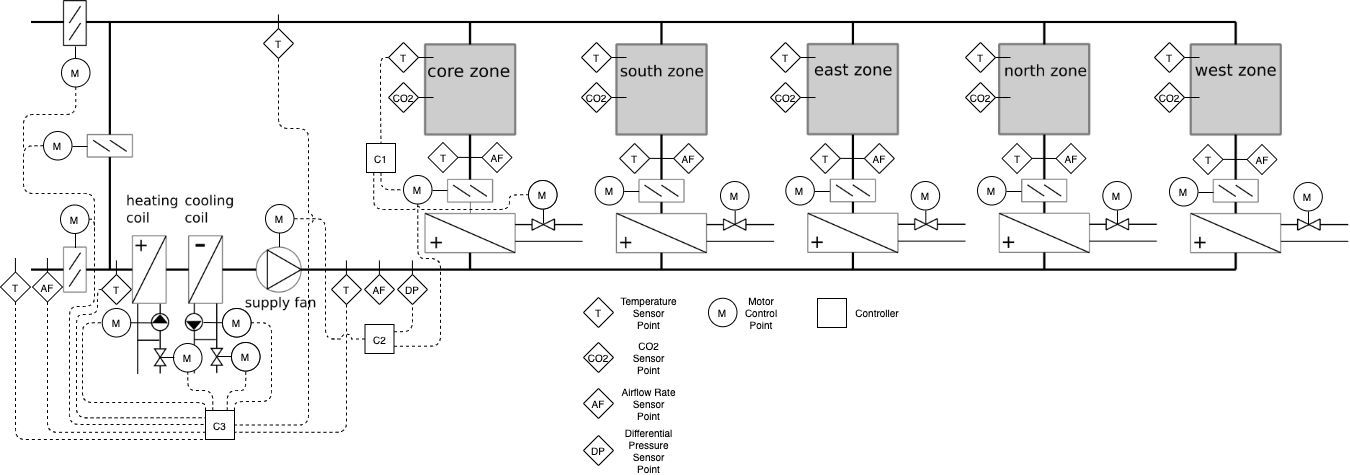 M
T
T
core zone
T
south zone
T
east zone
T
north zone
T
west zone
CO2
CO2
CO2
CO2
CO2
M
C1
T
AF
T
AF
T
AF
T
AF
T
AF
M
M
M
M
M
M
M
M
M
M
heating
coil
cooling
coil
M
M
+
-
+
+
+
+
+
T
AF
T
supply fan
T
AF
DP
M
M
M
M
C2
C3
T
Temperature
Sensor
Point
M
Motor
Control
Point
Controller
CO2
CO2
Sensor
Point
AF
Airflow Rate
Sensor
Point
DP
Differential
Pressure
Sensor
Point